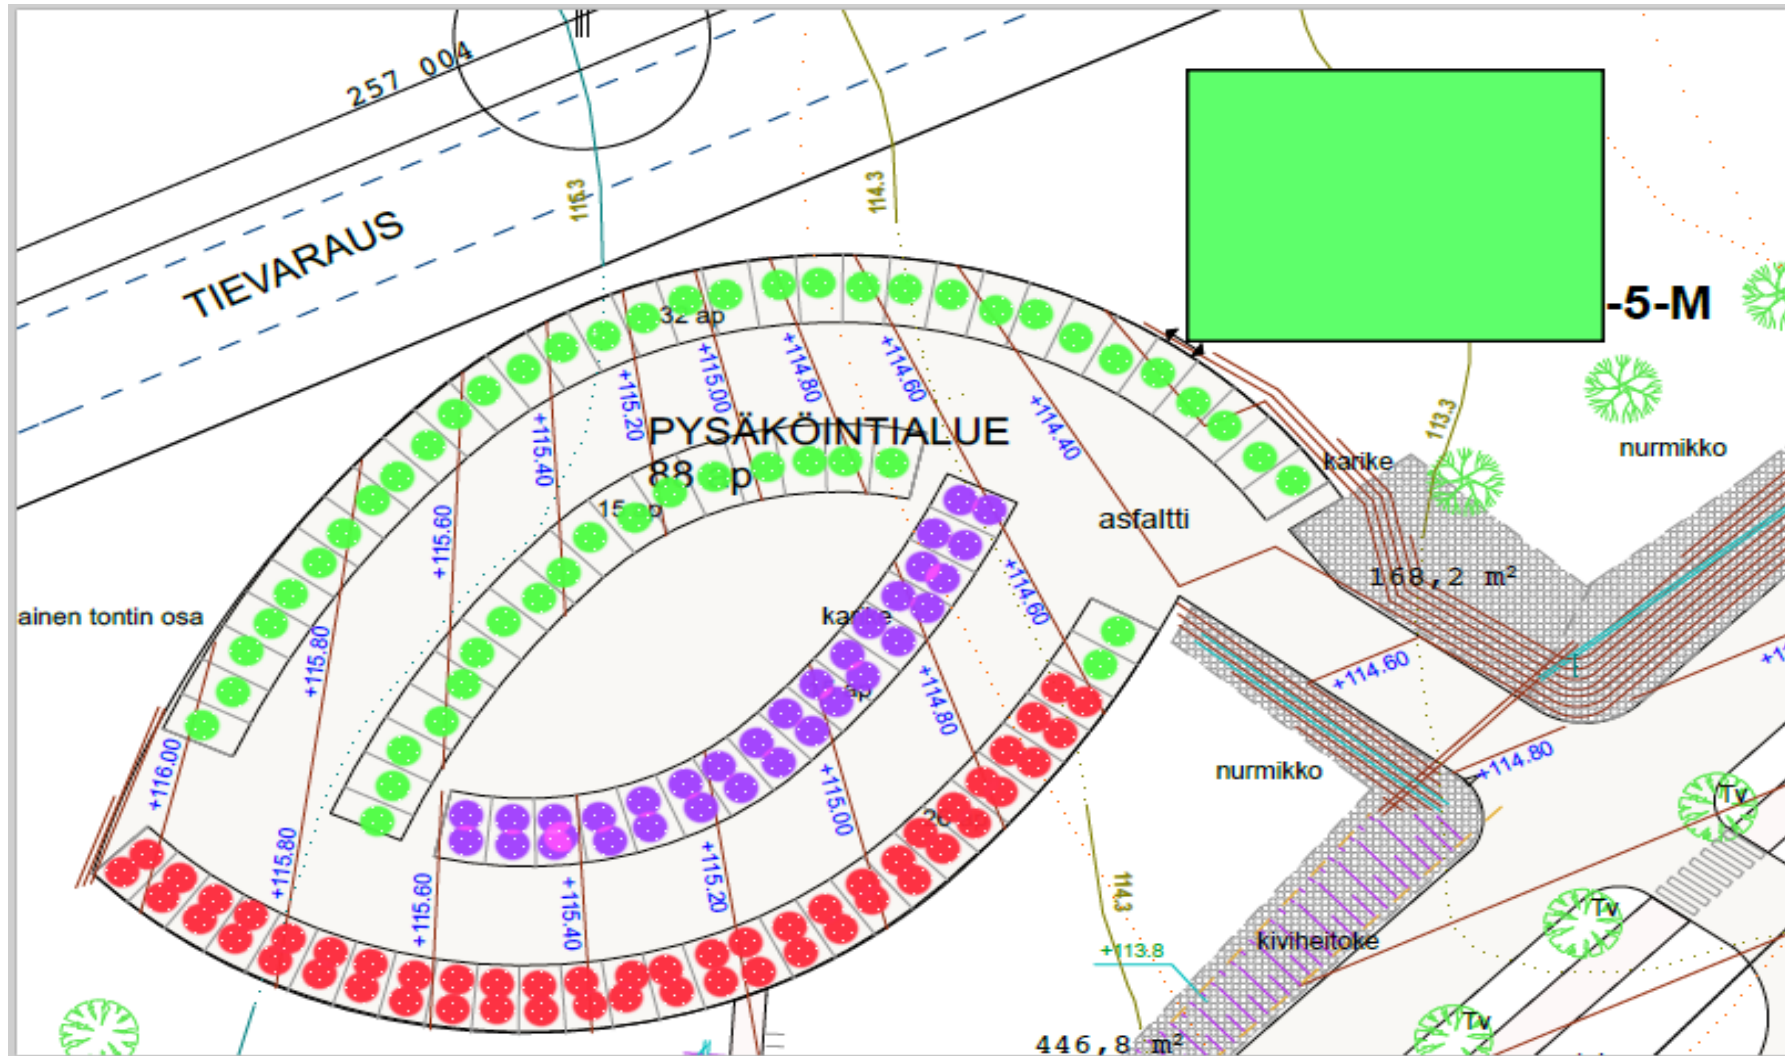 257 004
TIEVARAUS
115.3
114.3
-5-M
32 ap
+115.20
+115.00
+114.80
+114.60
+114.40
+115.40
PYSÄKÖINTIALUE
88 p
113.3
nurmikko
karike
asfaltti
+115.60
168,2 m²
ainen tontin osa
+114.60
+115.80
+114.60
+114.80
ap
+116.00
nurmikko
+114.80
Tv
+115.00
+115.80
+115.60
+115.40
+115.20
114.3
Tv
kiviheitoke
+113.8
Tv
446,8 m²